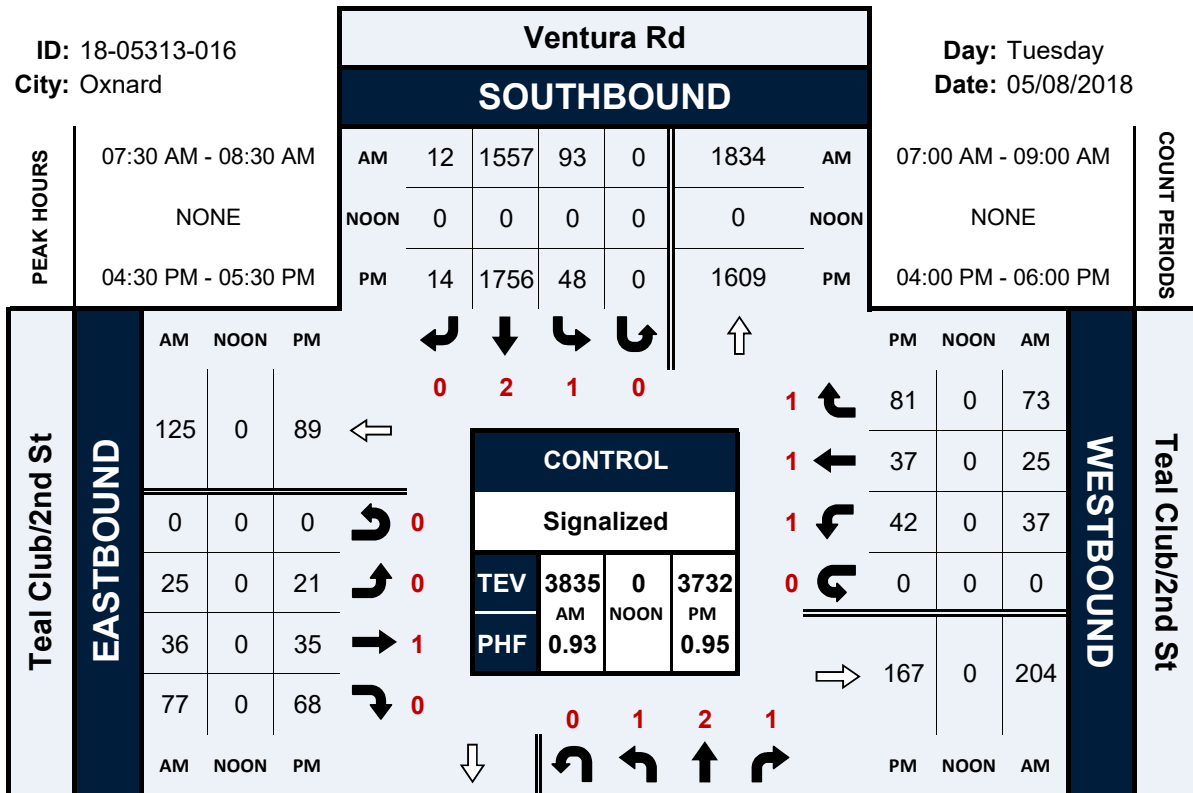 ID: 18-05313-016
City: Oxnard
Ventura Rd
SOUTHBOUND
Day: Tuesday
Date: 05/08/2018
PEAK HOURS
07:30 AM - 08:30 AM
NONE
04:30 PM - 05:30 PM
AM 12 1557 93 0 1834 AM
NOON 0 0 0 0 0 NOON
PM 14 1756 48 0 1609 PM
07:00 AM - 09:00 AM
NONE
04:00 PM - 06:00 PM
COUNT PERIODS
0 2 1 0
Teal Club/2nd St
EASTBOUND
AM NOON PM
125 0 89
0 0 0 0
25 0 21 0
36 0 35 1
77 0 68 0
AM NOON PM
CONTROL
Signalized
TEV 3835 0 3732
AM NOON PM
PHF 0.93 0.95
PM NOON AM
1 81 0 73
1 37 0 25
1 42 0 37
0 0 0 0
167 0 204
PM NOON AM
WESTBOUND
Teal Club/2nd St
0 1 2 1